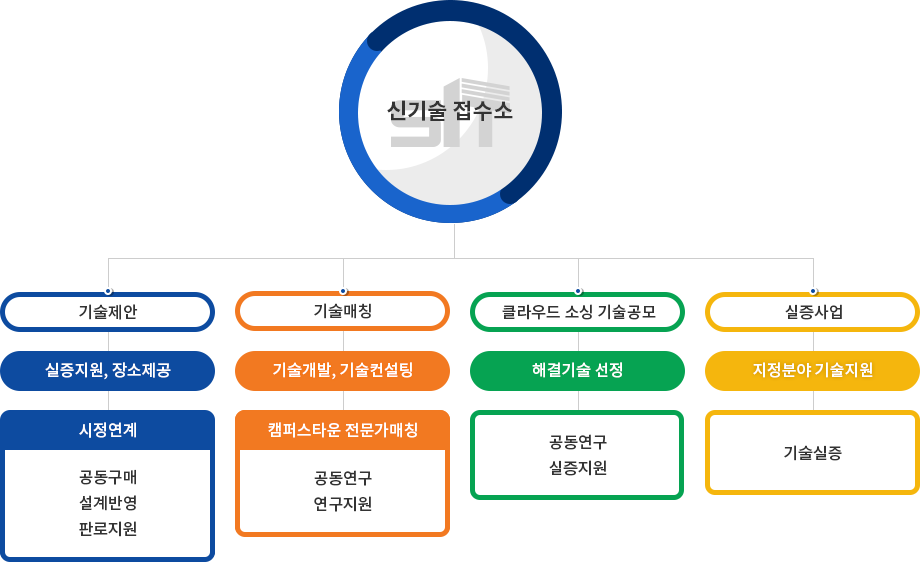 신기술 접수소
기술제안
기술매칭
클라우드 소싱 기술공모
실증사업
실증지원, 장소제공
기술개발, 기술컨설팅
해결기술 선정
지정분야 기술지원
시정연계
공동구매
설계반영
판로지원
캠퍼스타운 전문가매칭
공동연구
연구지원
공동연구
실증지원
기술실증